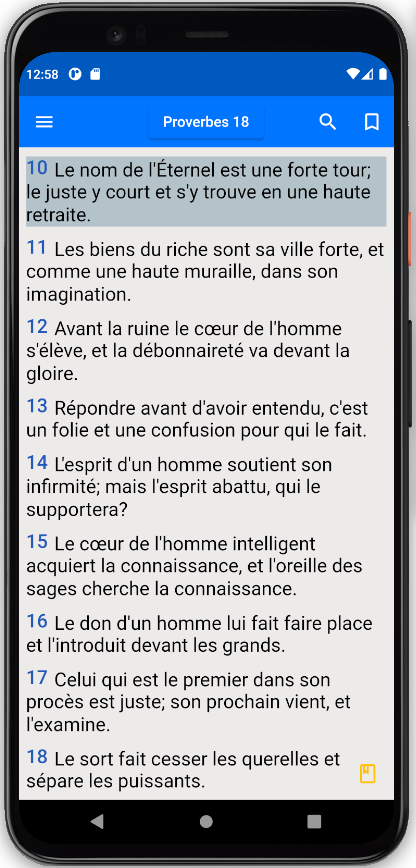 12:58
Proverbes 18
10 Le nom de l'Éternel est une forte tour;
le juste y court et s'y trouve en une haute
retraite.
11 Les biens du riche sont sa ville forte, et
comme une haute muraille, dans son
imagination.
12 Avant la ruine le cœur de l'homme
s'élève, et la débonnaireté va devant la
gloire.
13 Répondre avant d'avoir entendu, c'est
un folie et une confusion pour qui le fait.
14 L'esprit d'un homme soutient son
infirmité; mais l'esprit abattu, qui le
supportera?
15 Le cœur de l'homme intelligent
acquiert la connaissance, et l'oreille des
sages cherche la connaissance.
16 Le don d'un homme lui fait faire place
et l'introduit devant les grands.
17 Celui qui est le premier dans son
procès est juste; son prochain vient, et
l'examine.
18 Le sort fait cesser les querelles et
sépare les puissants.